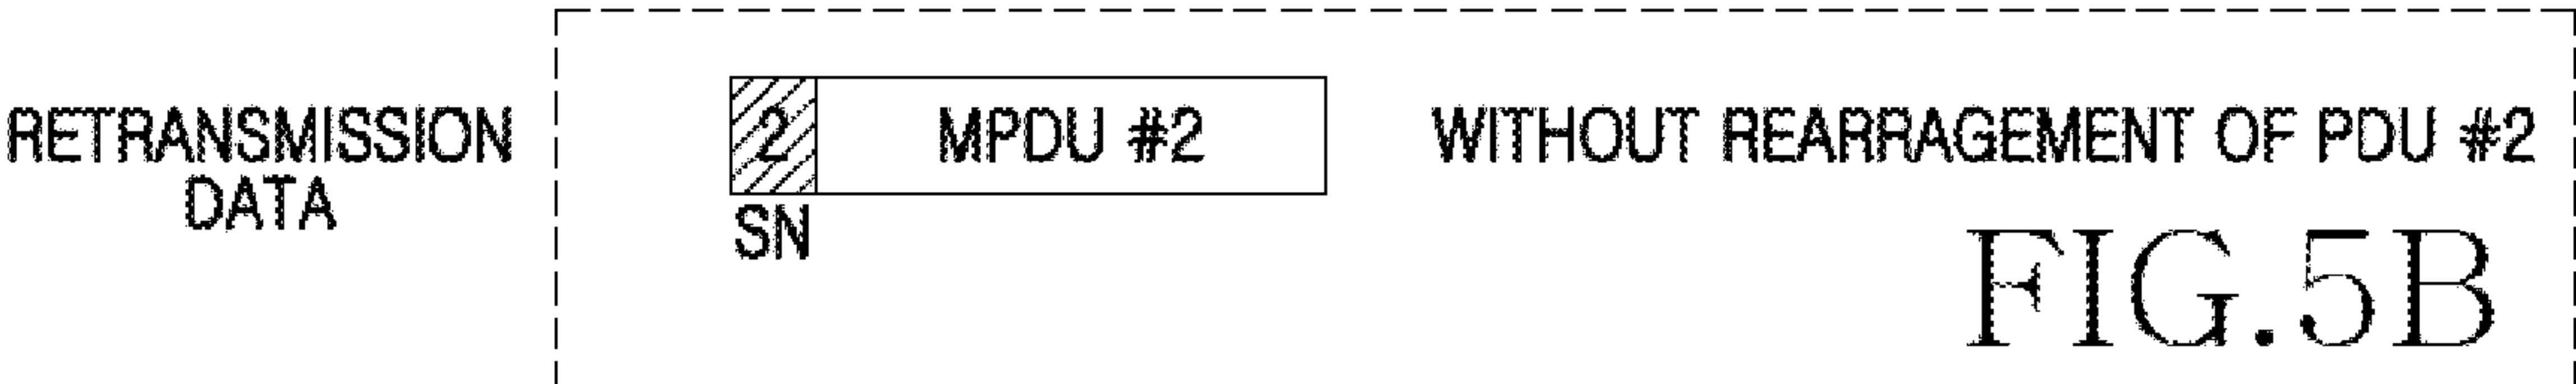 RETRANSMISSION
DATA
2 MPDU #2
SN
WITHOUT REARRAGEMENT OF PDU #2
FIG.5B